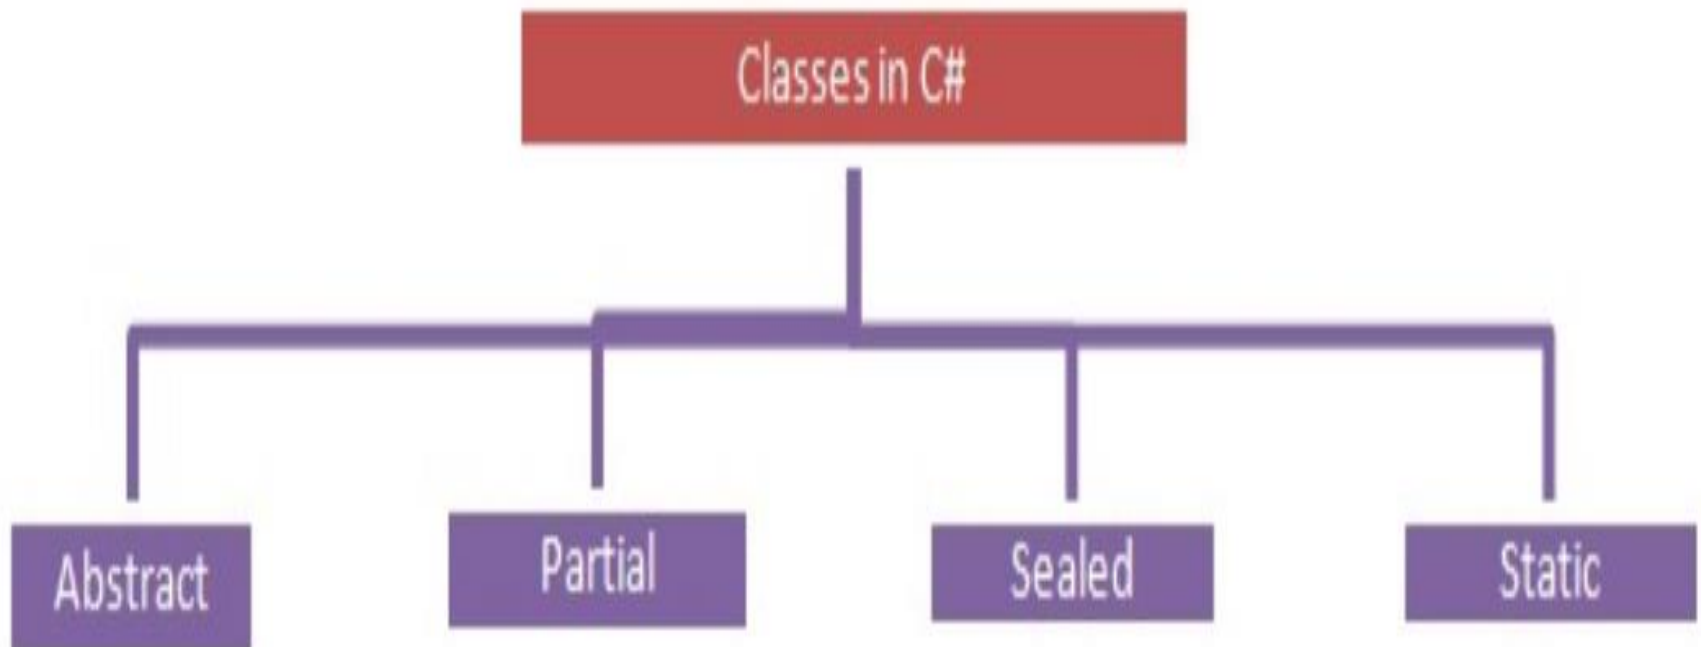 Classes in C#
Abstract
Partial
Sealed
Static